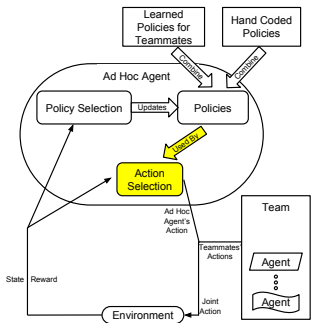 Learned
Policies for
Teammates
Hand Coded
Policies
Combine
Combine
Ad Hoc Agent
Policy Selection
Updates
Policies
Used By
Action
Selection
Ad Hoc
Agent's
Action
Team
Teammates'
Actions
Agent
Agent
State
Reward
Joint
Action
Environment